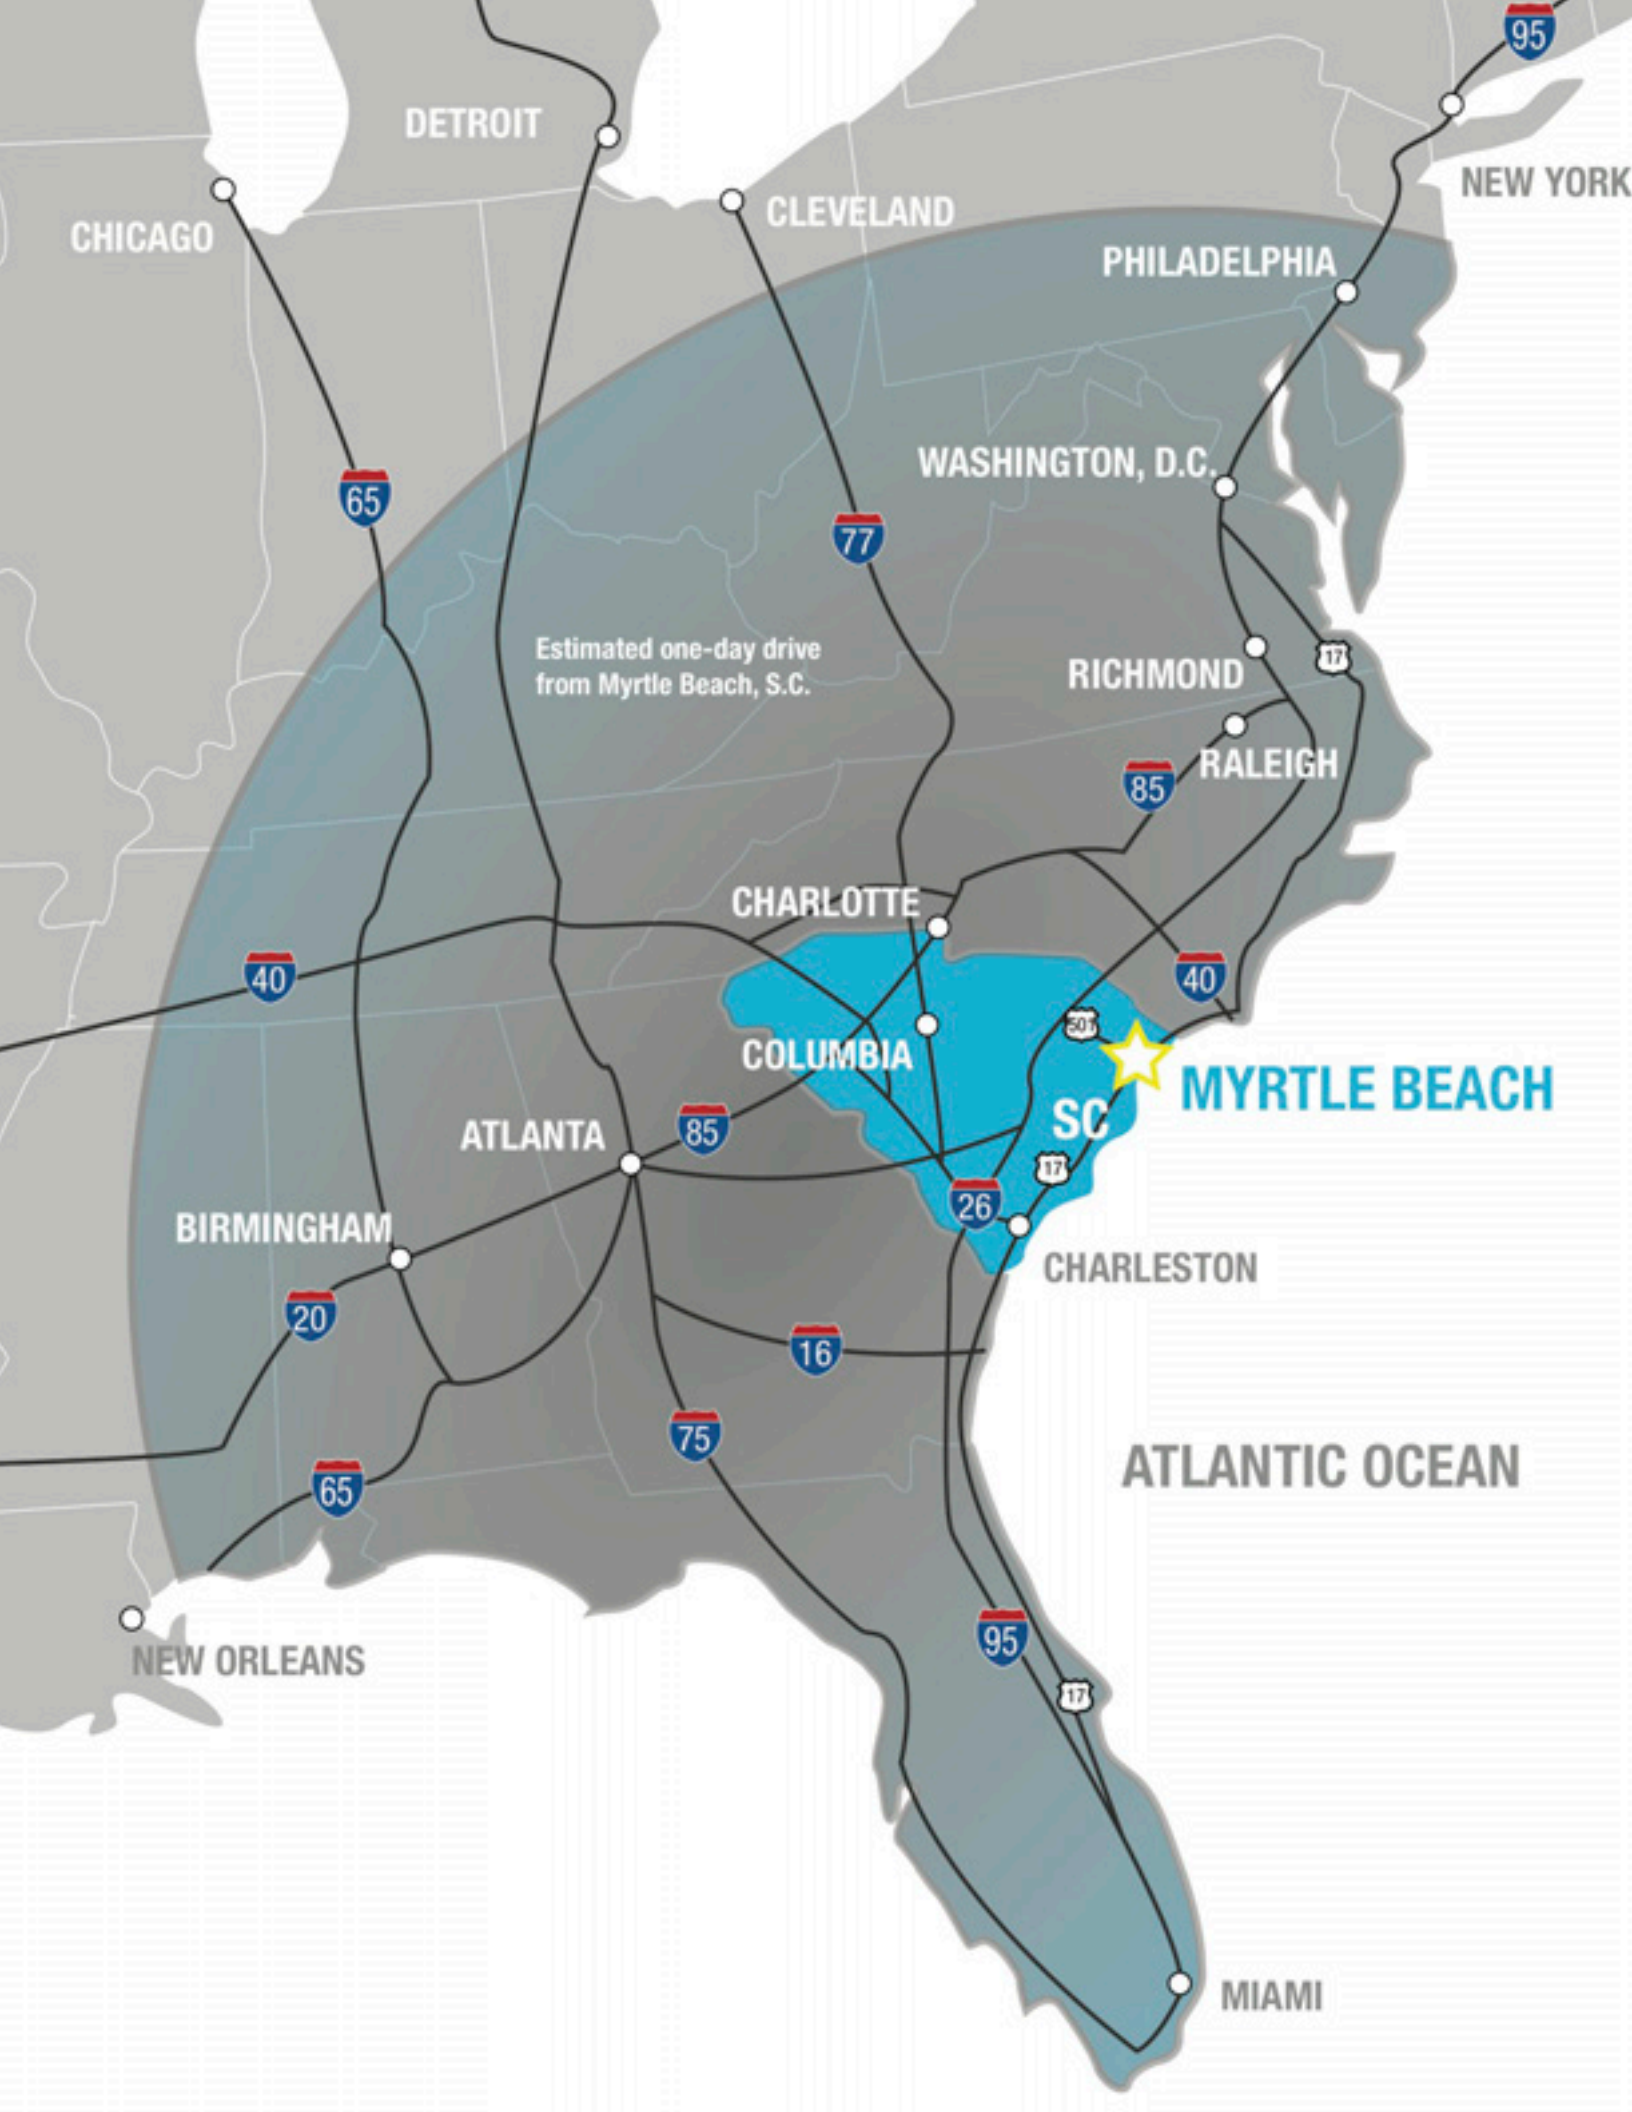 95
DETROIT
NEW YORK
CLEVELAND
CHICAGO
PHILADELPHIA
WASHINGTON, D.C.
65
77
Estimated one-day drive
from Myrtle Beach, S.C.
17
RICHMOND
RALEIGH
85
CHARLOTTE
40
40
501
COLUMBIA
MYRTLE BEACH
SC
85
ATLANTA
17
26
BIRMINGHAM
CHARLESTON
20
16
75
ATLANTIC OCEAN
65
95
NEW ORLEANS
17
MIAMI